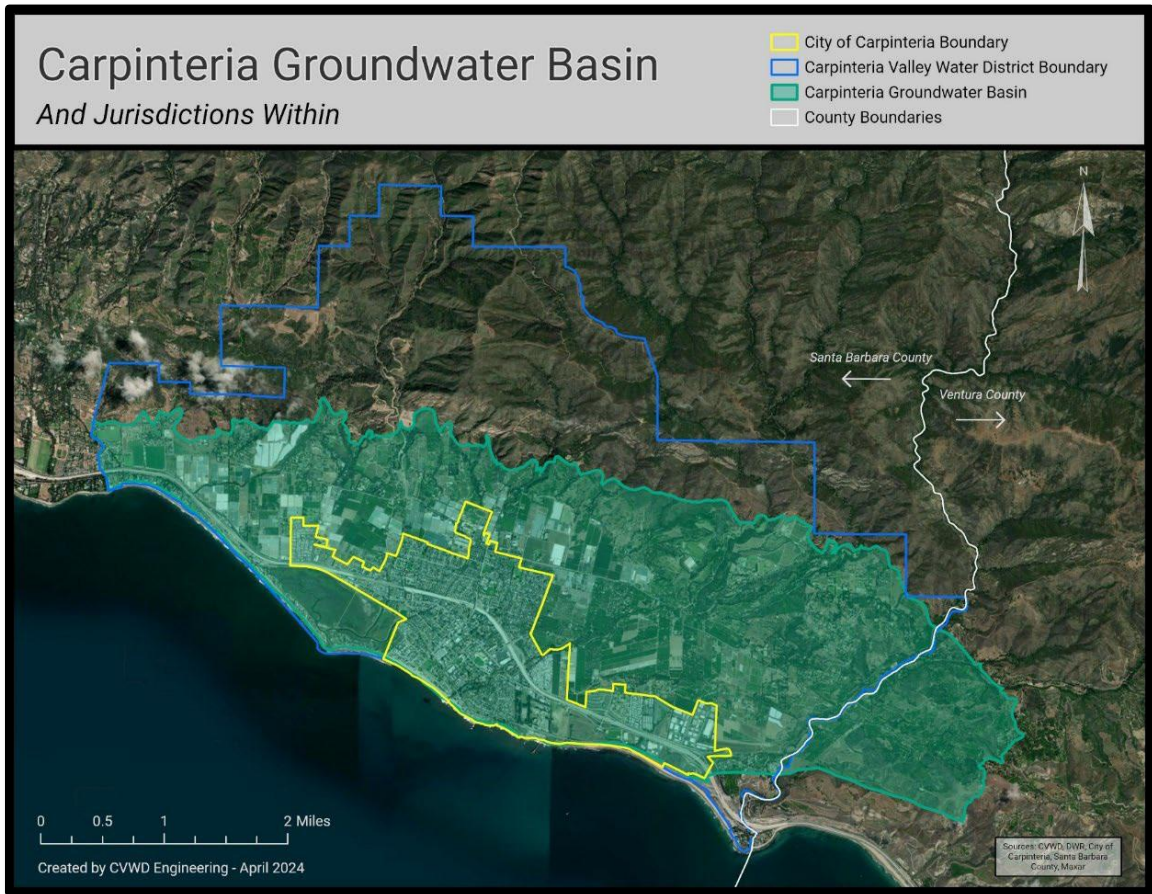 Carpinteria Groundwater Basin
And Jurisdictions Within
City of Carpinteria Boundary
Carpinteria Valley Water District Boundary
Carpinteria Groundwater Basin
County Boundaries
N
Santa Barbara County
Ventura County
0 0.5 1 2 Miles
Created by CVWD Engineering - April 2024
Sources: CVWD, DWR, City of
Carpinteria, Santa Barbara
County, Maxar